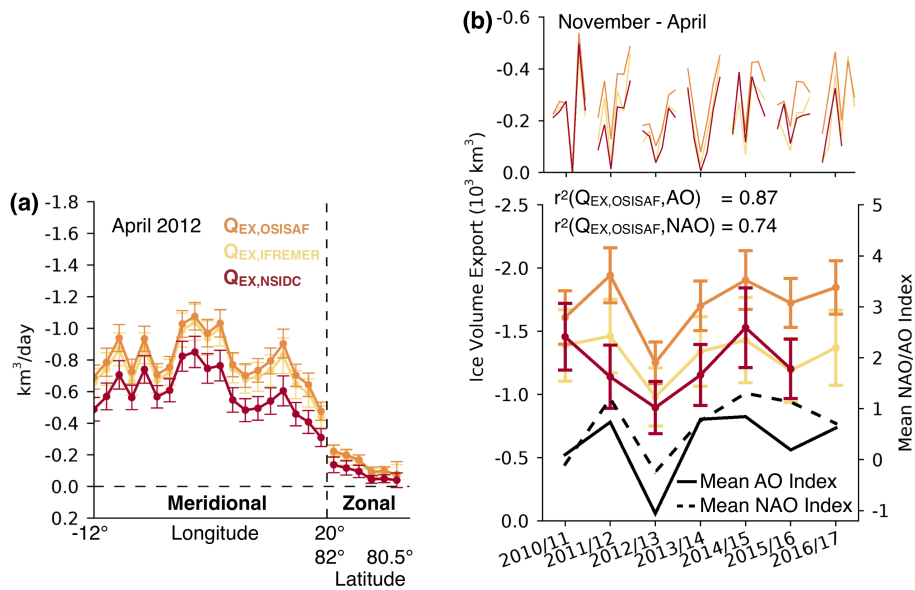 (a)
-1.8
-1.6
-1.4
-1.2
-1.0
-0.8
-0.6
-0.4
-0.2
0.0
0.2
km³/day
April 2012
QEX,OSISAF
QEX,IFREMER
QEX,NSIDC
Meridional
Zonal
-12°
Longitude
20°
82°
80.5°
Latitude
(b)
-0.6
-0.4
-0.2
0.0
November - April
Ice Volume Export (10³ km³)
-2.5
-2.0
-1.5
-1.0
-0.5
0.0
r²(QEX,OSISAF,AO) = 0.87
r²(QEX,OSISAF,NAO) = 0.74
5
4
3
2
1
0
-1
Mean NAO/AO Index
Mean AO Index
Mean NAO Index
2010/11
2011/12
2012/13
2013/14
2014/15
2015/16
2016/17